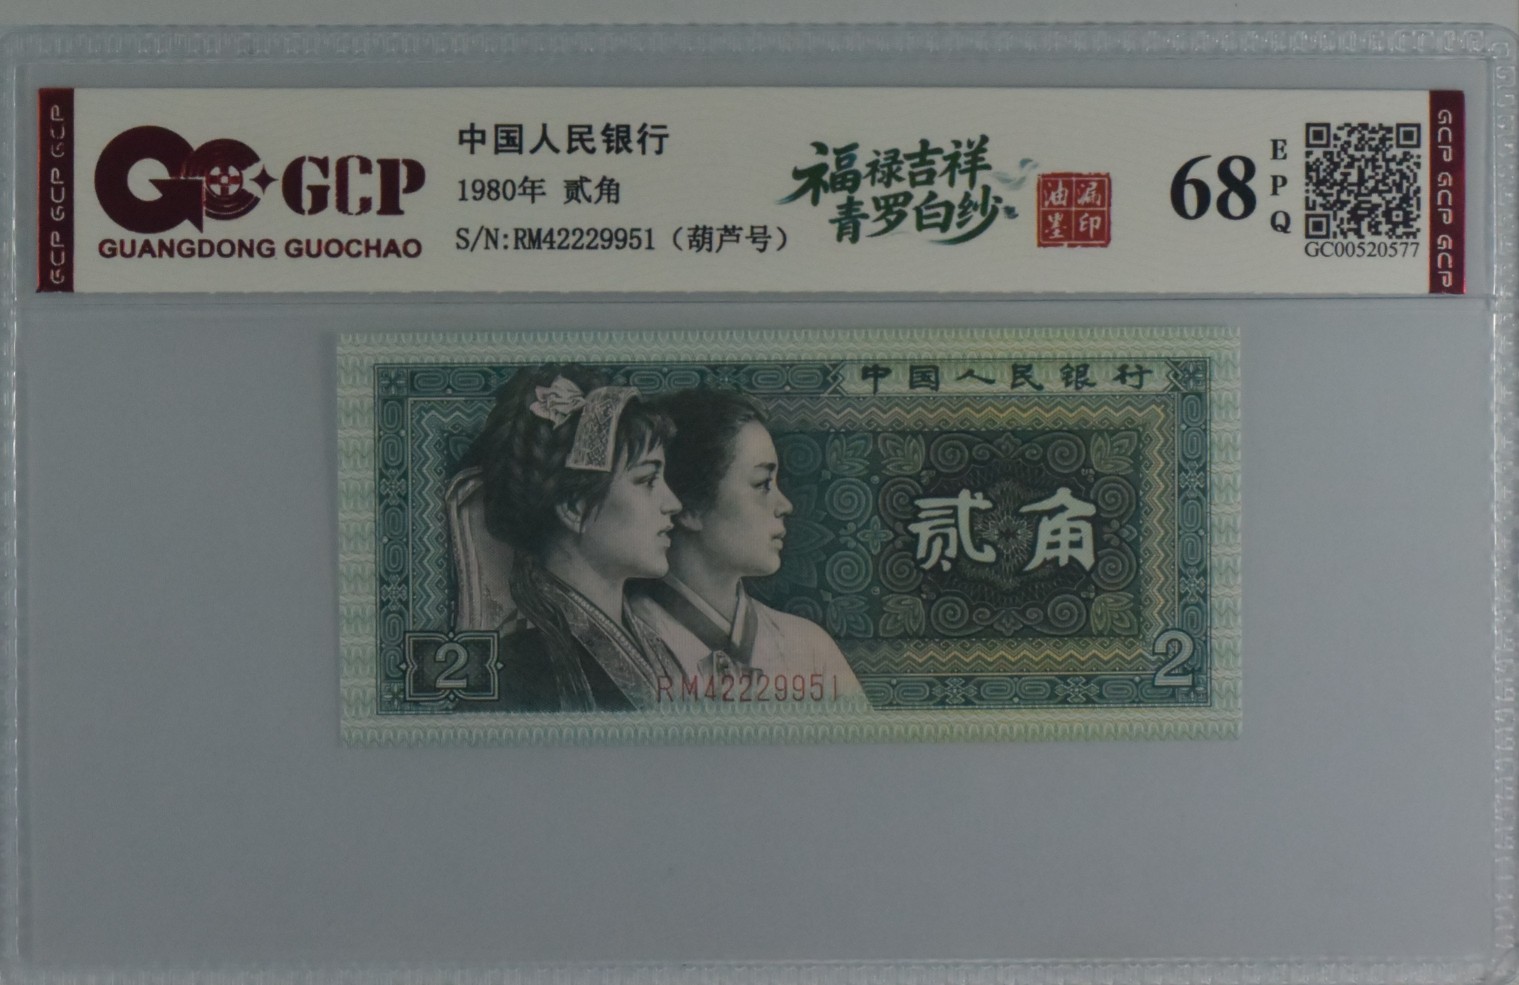 GCP GCP GCP
GCP
GUANGDONG GUOCHAO
中国人民银行
1980年 贰角
S/N:RM42229951（葫芦号）
福禄吉祥
青罗白纱
油漏
墨印
68
EPQ
GC00520577
GCP GCP GCP
中国人民银行
贰角
2
2
RM42229951